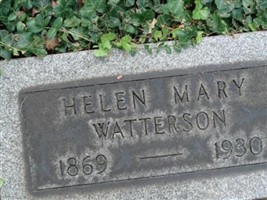 HELEN MARY
WATTERSON
1869 — 1930